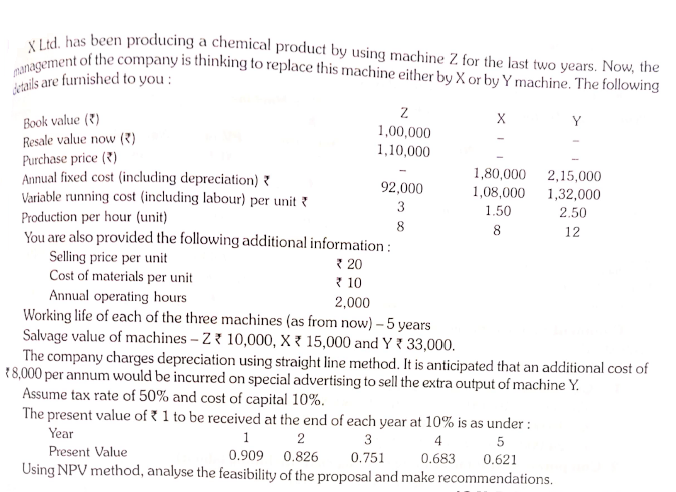 X Ltd. has been producing a chemical product by using machine Z for the last two years. Now, the
management of the company is thinking to replace this machine either by X or by Y machine. The following
details are furnished to you :
Z X Y
Book value (₹) 1,00,000 – –
Resale value now (₹) 1,10,000 – –
Purchase price (₹) – 1,80,000 2,15,000
Annual fixed cost (including depreciation) ₹ 92,000 1,08,000 1,32,000
Variable running cost (including labour) per unit ₹ 3 1.50 2.50
Production per hour (unit) 8 8 12
You are also provided the following additional information :
Selling price per unit ₹ 20
Cost of materials per unit ₹ 10
Annual operating hours 2,000
Working life of each of the three machines (as from now) – 5 years
Salvage value of machines – Z ₹ 10,000, X ₹ 15,000 and Y ₹ 33,000.
The company charges depreciation using straight line method. It is anticipated that an additional cost of
₹ 8,000 per annum would be incurred on special advertising to sell the extra output of machine Y.
Assume tax rate of 50% and cost of capital 10%.
The present value of ₹ 1 to be received at the end of each year at 10% is as under :
Year 1 2 3 4 5
Present Value 0.909 0.826 0.751 0.683 0.621
Using NPV method, analyse the feasibility of the proposal and make recommendations.